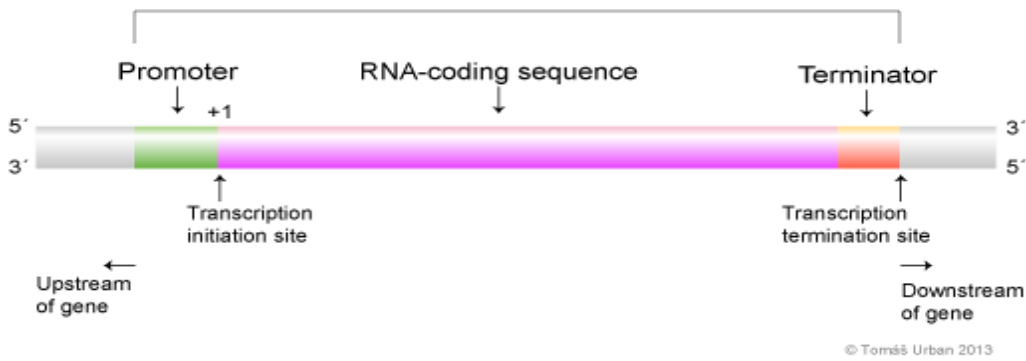 Promoter
RNA-coding sequence
Terminator
+1
5´
3´
3´
5´
Transcription
initiation site
Transcription
termination site
Upstream
of gene
Downstream
of gene
© Tomáš Urban 2013